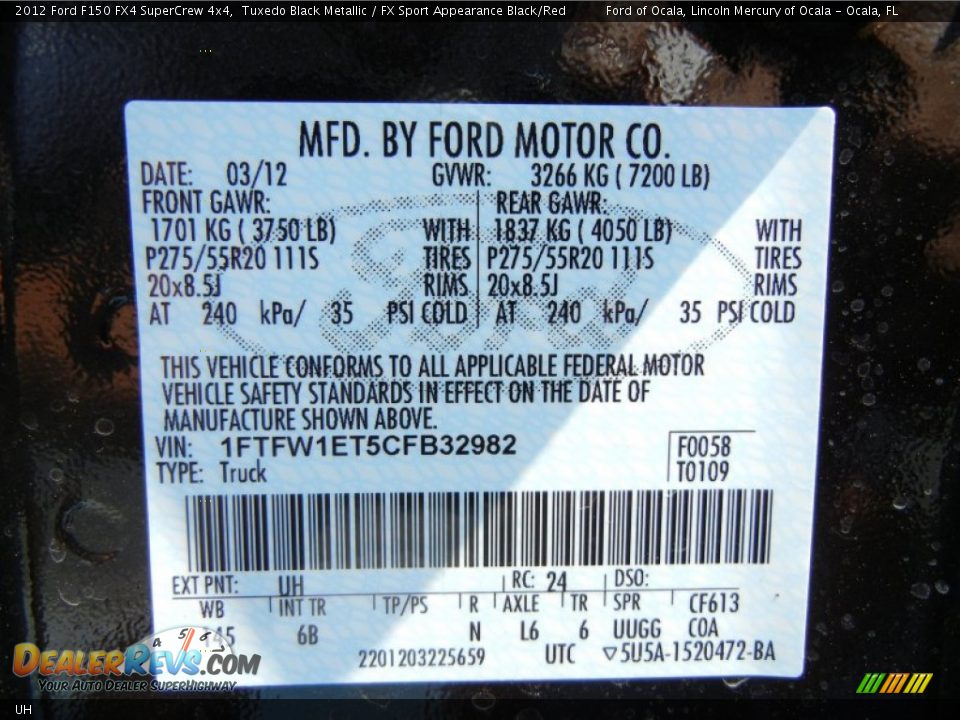 2012 Ford F150 FX4 SuperCrew 4x4, Tuxedo Black Metallic / FX Sport Appearance Black/Red Ford of Ocala, Lincoln Mercury of Ocala - Ocala, FL
MFD. BY FORD MOTOR CO.
DATE: 03/12 GVWR: 3266 KG ( 7200 LB)
FRONT GAWR: REAR GAWR:
1701 KG ( 3750 LB) WITH 1837 KG ( 4050 LB) WITH
P275/55R20 111S TIRES P275/55R20 111S TIRES
20x8.5J RIMS 20x8.5J RIMS
AT 240 kPa/ 35 PSI COLD AT 240 kPa/ 35 PSI COLD
THIS VEHICLE CONFORMS TO ALL APPLICABLE FEDERAL MOTOR
VEHICLE SAFETY STANDARDS IN EFFECT ON THE DATE OF
MANUFACTURE SHOWN ABOVE.
VIN: 1FTFW1ET5CFB32982 F0058
TYPE: Truck T0109
EXT PNT: UH RC: 24 DSO:
WB INT TR TP/PS R AXLE TR SPR CF613
145 6B N L6 6 UUGG COA
2201203225659 UTC ▽5U5A-1520472-BA
DEALERREVS.COM
YOUR AUTO DEALER SUPERHIGHWAY
UH